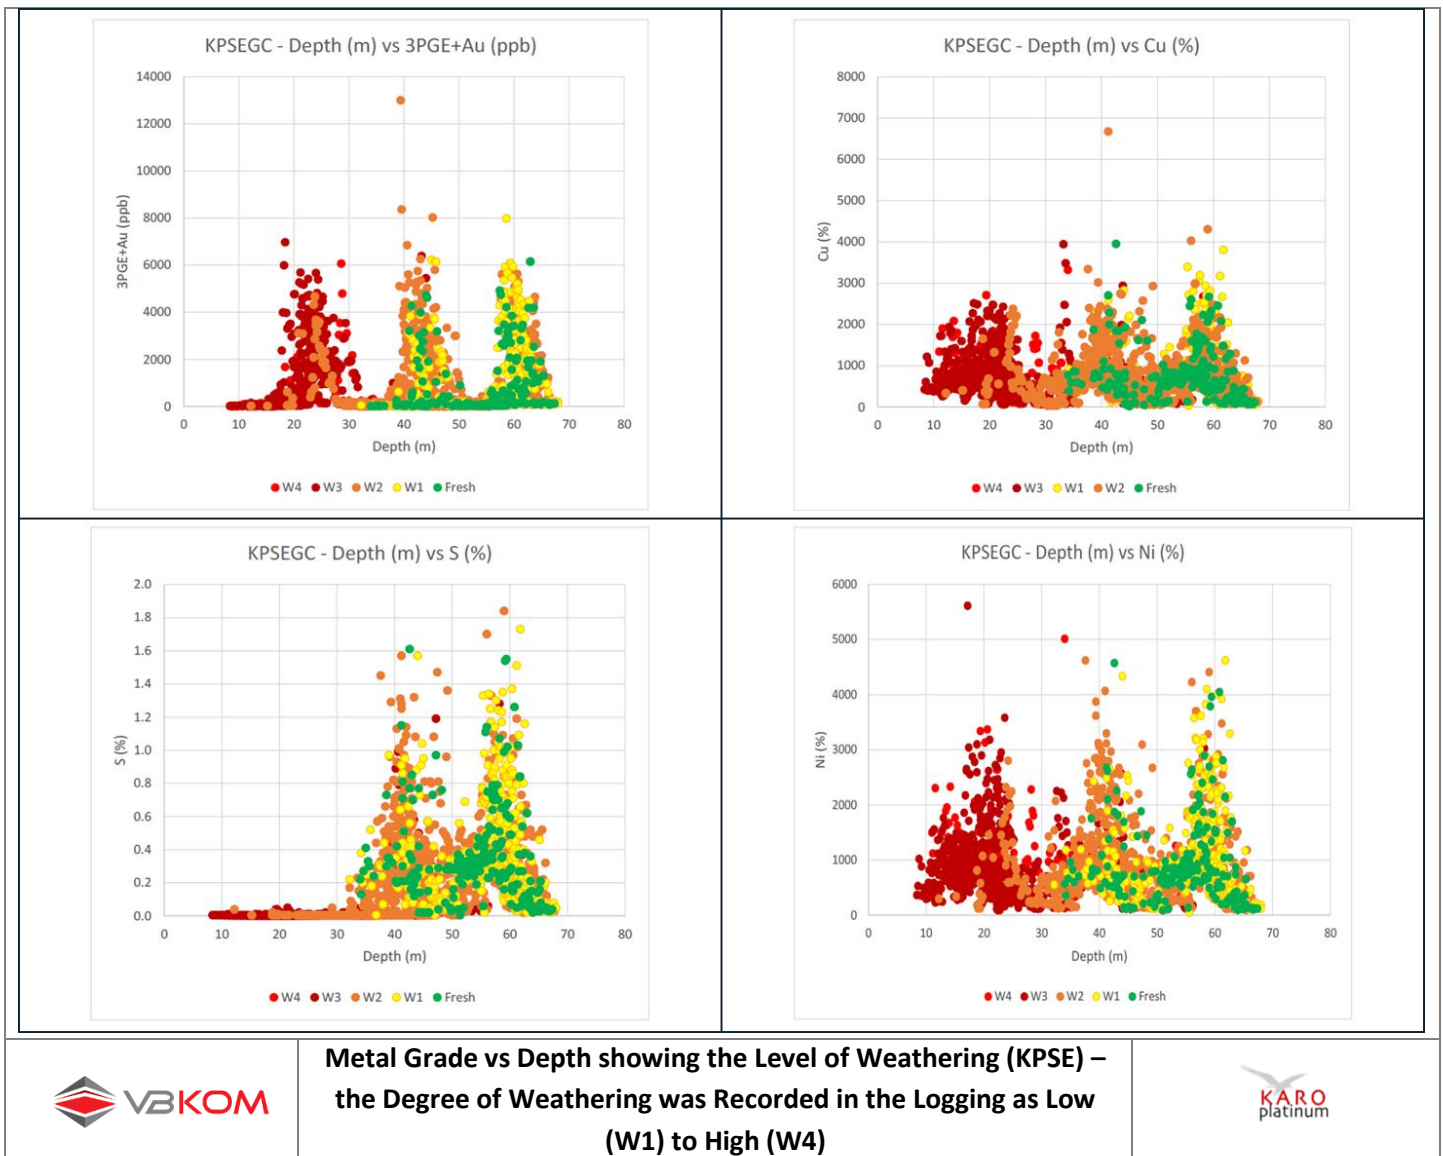 KPSEGC - Depth (m) vs 3PGE+Au (ppb)
14000
12000
10000
8000
6000
4000
2000
0
3PGE+Au (ppb)
0 10 20 30 40 50 60 70 80
Depth (m)
W4 W3 W2 W1 Fresh
KPSEGC - Depth (m) vs Cu (%)
8000
7000
6000
5000
4000
3000
2000
1000
0
Cu (%)
0 10 20 30 40 50 60 70 80
Depth (m)
W4 W3 W1 W2 Fresh
KPSEGC - Depth (m) vs S (%)
2.0
1.8
1.6
1.4
1.2
1.0
0.8
0.6
0.4
0.2
0.0
S (%)
0 10 20 30 40 50 60 70 80
Depth (m)
W4 W3 W2 W1 Fresh
KPSEGC - Depth (m) vs Ni (%)
6000
5000
4000
3000
2000
1000
0
Ni (%)
0 10 20 30 40 50 60 70 80
Depth (m)
W4 W3 W2 W1 Fresh
VBKOM
Metal Grade vs Depth showing the Level of Weathering (KPSE) –
the Degree of Weathering was Recorded in the Logging as Low
(W1) to High (W4)
KARO
platinum